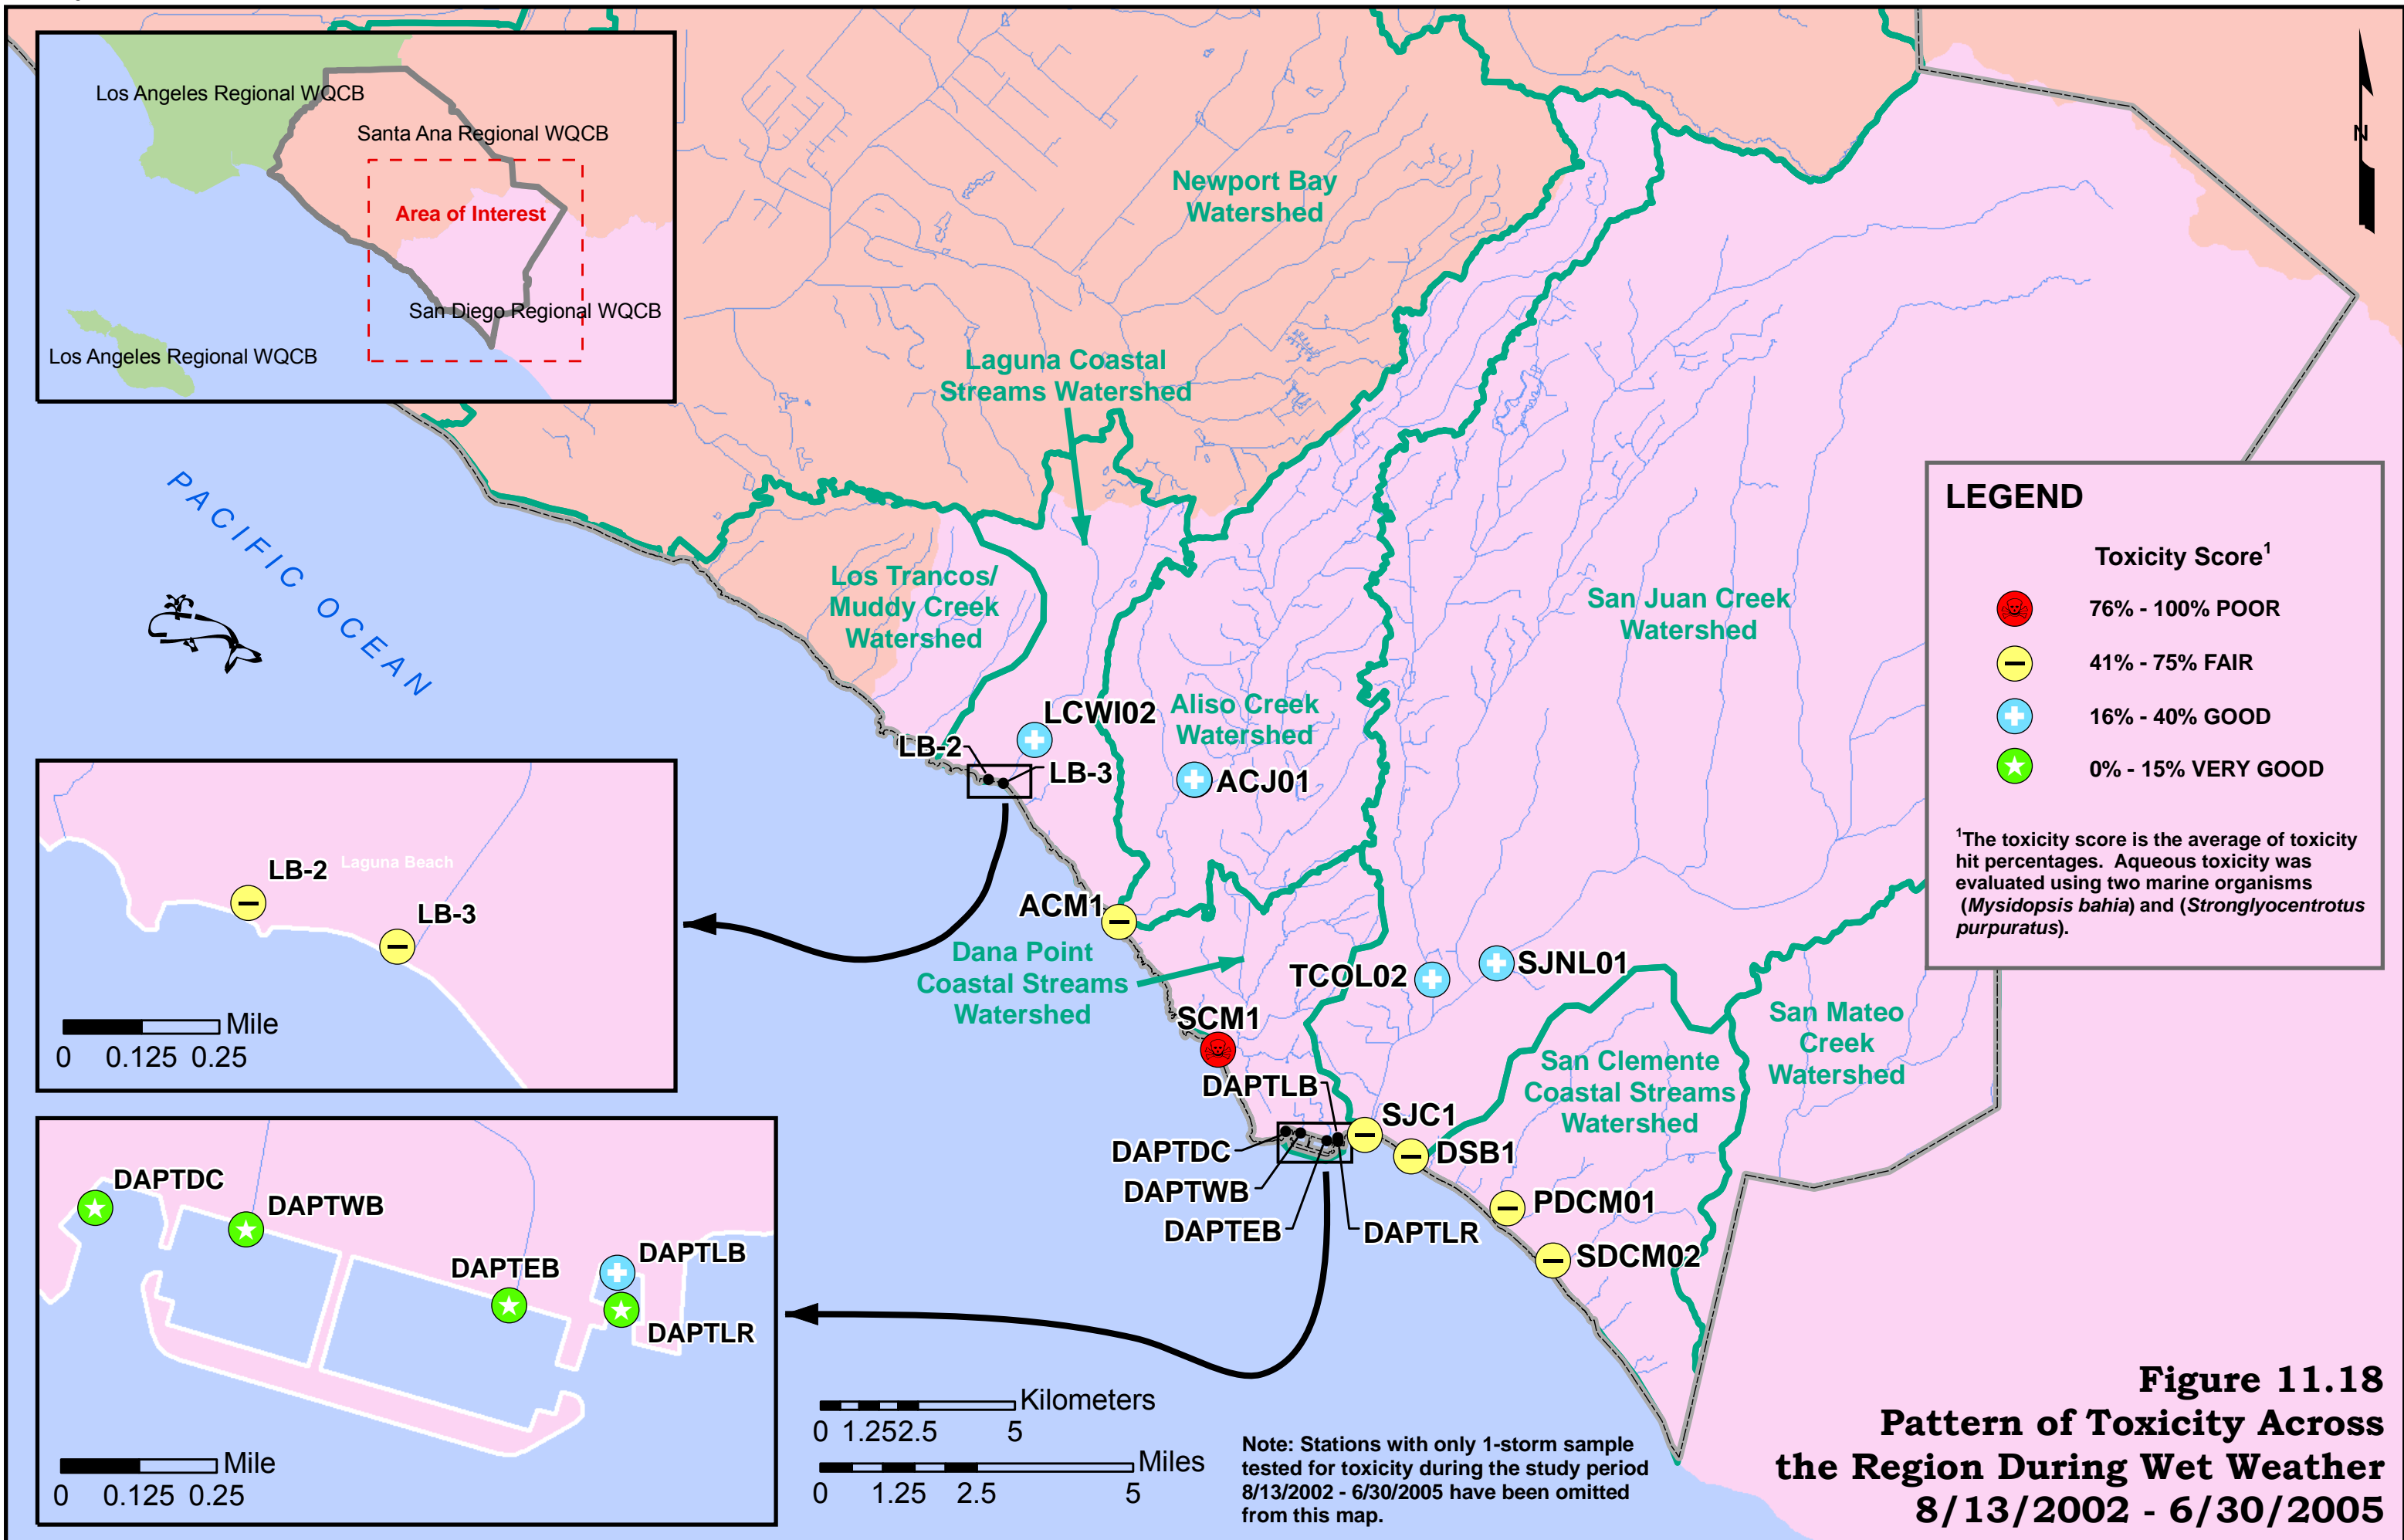 Los Angeles Regional WQCB
Santa Ana Regional WQCB
Area of Interest
San Diego Regional WQCB
Los Angeles Regional WQCB
N
Newport Bay
Watershed
Laguna Coastal
Streams Watershed
PACIFIC OCEAN
Los Trancos/
Muddy Creek
Watershed
San Juan Creek
Watershed
Aliso Creek
Watershed
LCWI02
LB-2
LB-3
ACJ01
ACM1
Dana Point
Coastal Streams
Watershed
TCOL02
SJNL01
SCM1
San Mateo
Creek
Watershed
San Clemente
Coastal Streams
Watershed
DAPTLB
SJC1
DAPTDC
DSB1
DAPTWB
PDCM01
DAPTEB
DAPTLR
SDCM02
LEGEND
Toxicity Score1
76% - 100% POOR
41% - 75% FAIR
16% - 40% GOOD
0% - 15% VERY GOOD
1The toxicity score is the average of toxicity
hit percentages. Aqueous toxicity was
evaluated using two marine organisms
(Mysidopsis bahia) and (Stronglyocentrotus
purpuratus).
LB-2
Laguna Beach
LB-3
Mile
0 0.125 0.25
DAPTDC
DAPTWB
DAPTEB
DAPTLB
DAPTLR
Mile
0 0.125 0.25
Kilometers
0 1.252.5 5
Miles
0 1.25 2.5 5
Note: Stations with only 1-storm sample
tested for toxicity during the study period
8/13/2002 - 6/30/2005 have been omitted
from this map.
Figure 11.18
Pattern of Toxicity Across
the Region During Wet Weather
8/13/2002 - 6/30/2005